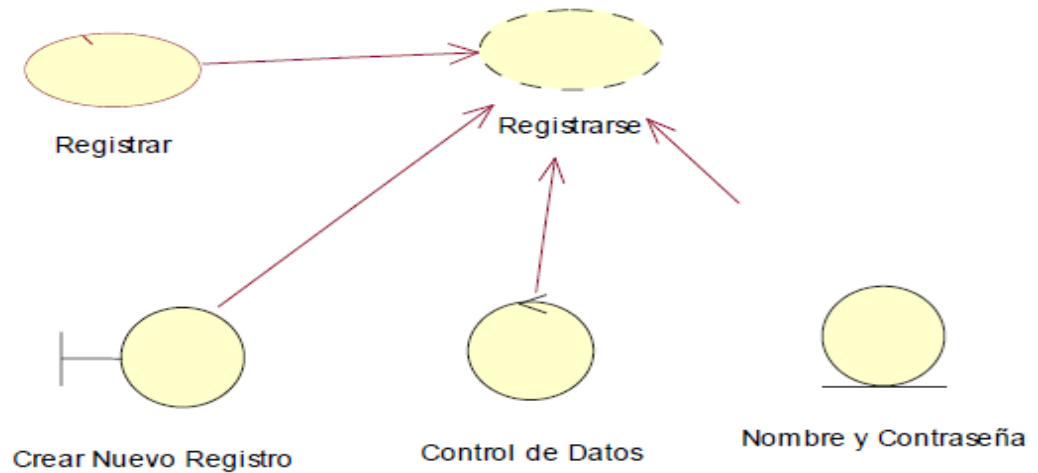 Registrar
Registrarse
Crear Nuevo Registro
Control de Datos
Nombre y Contraseña